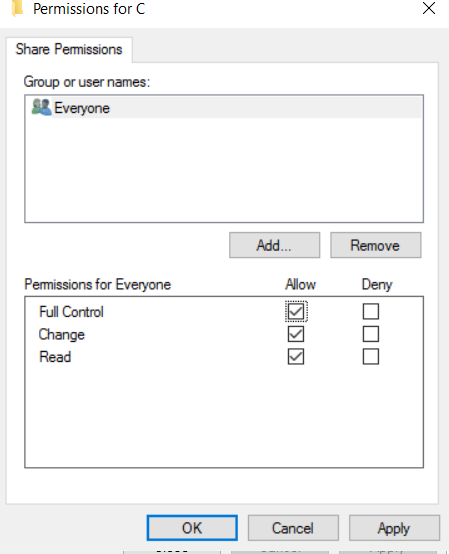 Permissions for C
Share Permissions
Group or user names:
Everyone
Add... Remove
Permissions for Everyone Allow Deny
Full Control
Change
Read
OK Cancel Apply